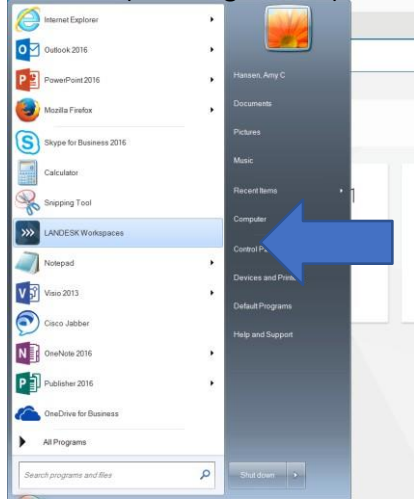 Internet Explorer
Outlook 2016
PowerPoint 2016
Mozilla Firefox
Skype for Business 2016
Calculator
Snipping Tool
LANDESK Workspaces
Notepad
Visio 2013
Cisco Jabber
OneNote 2016
Publisher 2016
OneDrive for Business
All Programs
Search programs and files
Hansen, Amy C
Documents
Pictures
Music
Recent Items
Computer
Control
Devices and
Default Programs
Help and Support
Shut down